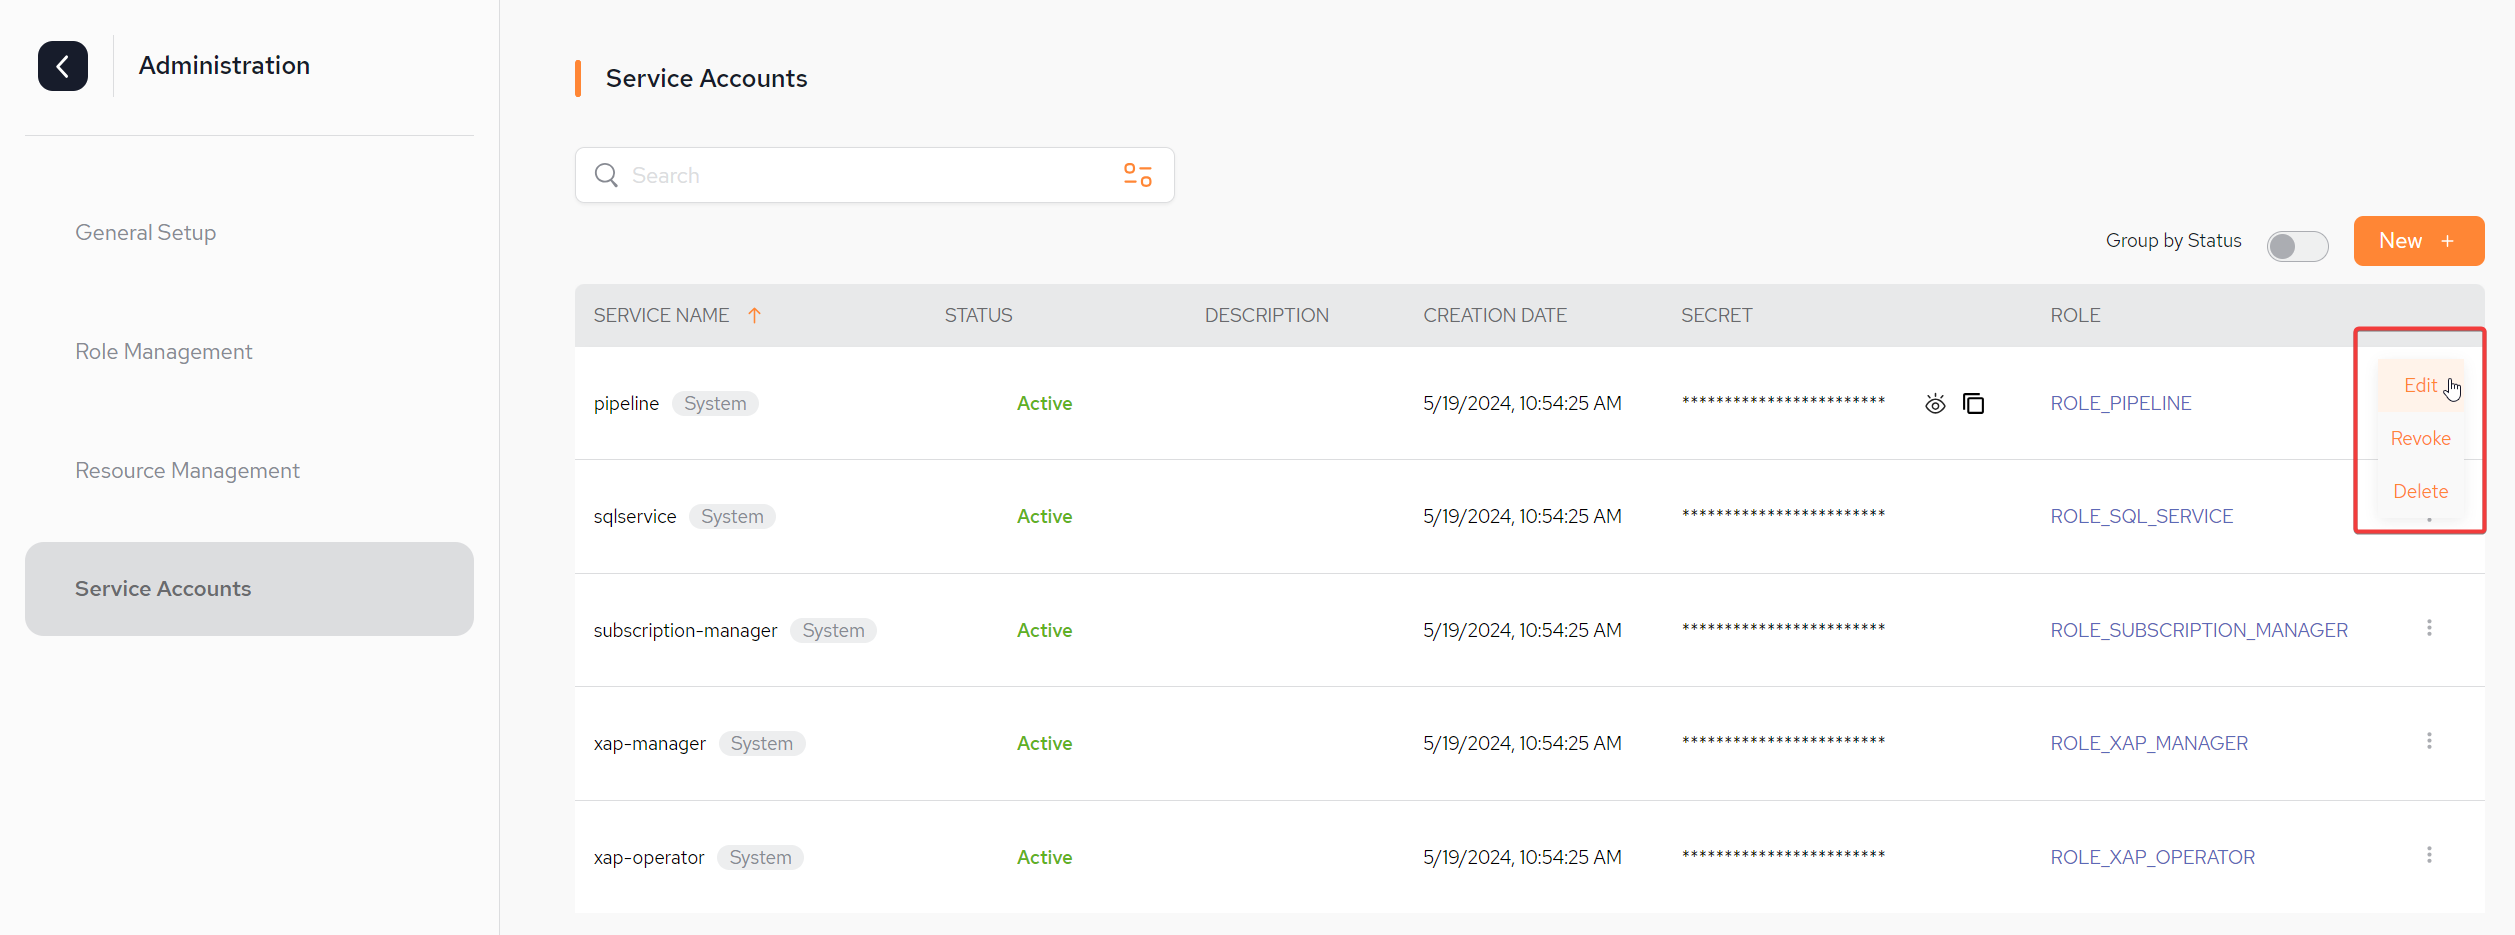 Administration
General Setup
Role Management
Resource Management
Service Accounts
Service Accounts
Search
Group by Status
New +
SERVICE NAME STATUS DESCRIPTION CREATION DATE SECRET ROLE
pipeline System Active 5/19/2024, 10:54:25 AM ************************ ROLE_PIPELINE
Edit
Revoke
Delete
sqlservice System Active 5/19/2024, 10:54:25 AM ************************ ROLE_SQL_SERVICE
subscription-manager System Active 5/19/2024, 10:54:25 AM ************************ ROLE_SUBSCRIPTION_MANAGER
xap-manager System Active 5/19/2024, 10:54:25 AM ************************ ROLE_XAP_MANAGER
xap-operator System Active 5/19/2024, 10:54:25 AM ************************ ROLE_XAP_OPERATOR